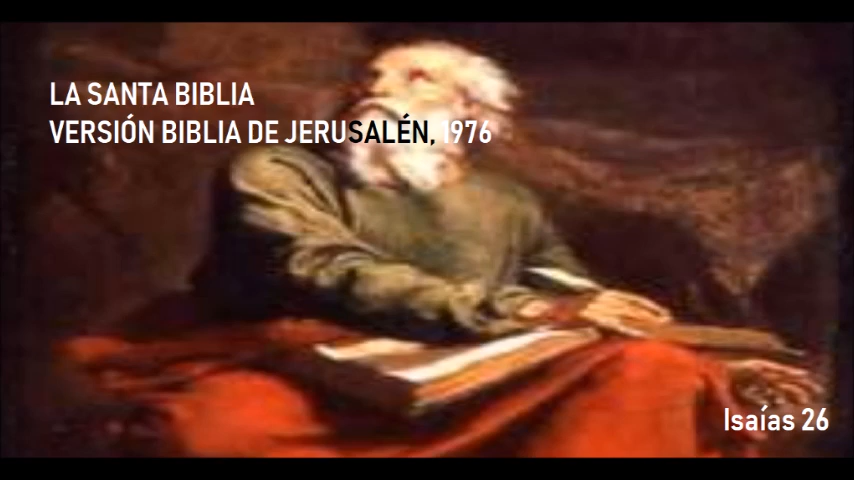 LA SANTA BIBLIA
VERSIÓN BIBLIA DE JERUSALÉN, 1976
Isaías 26